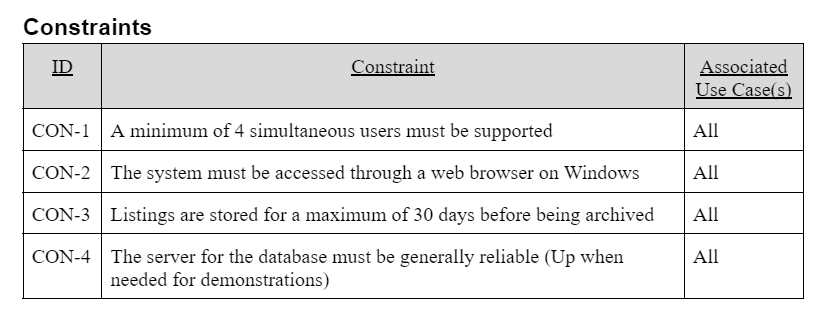 Constraints
ID Constraint Associated
Use Case(s)
CON-1 A minimum of 4 simultaneous users must be supported All
CON-2 The system must be accessed through a web browser on Windows All
CON-3 Listings are stored for a maximum of 30 days before being archived All
CON-4 The server for the database must be generally reliable (Up when All
needed for demonstrations)